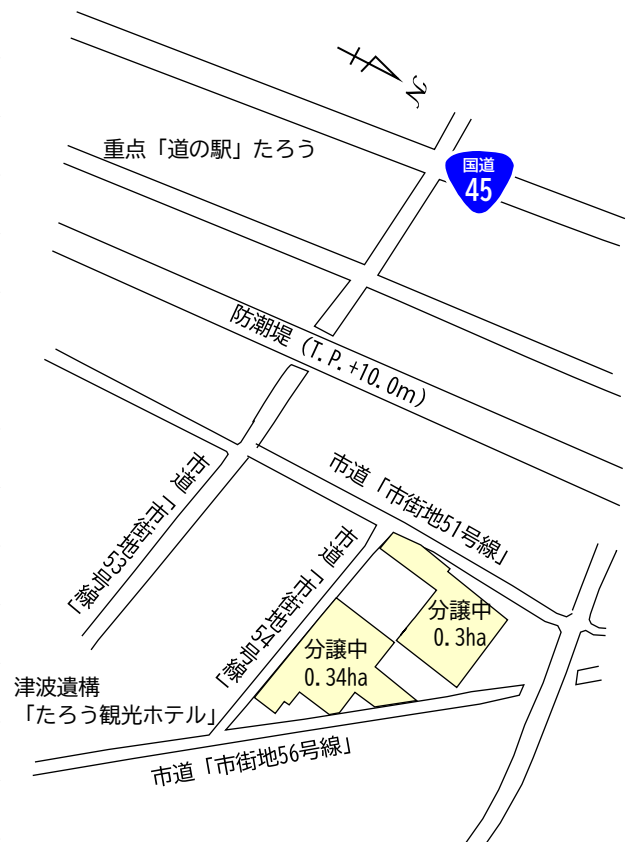 N
重点「道の駅」たろう
国道
45
防潮堤（T.P.+10.0m）
市道「市街地51号線」
市道「市街地53号線」
市道「市街地54号線」
分譲中
0.3ha
分譲中
0.34ha
津波遺構
「たろう観光ホテル」
市道「市街地56号線」